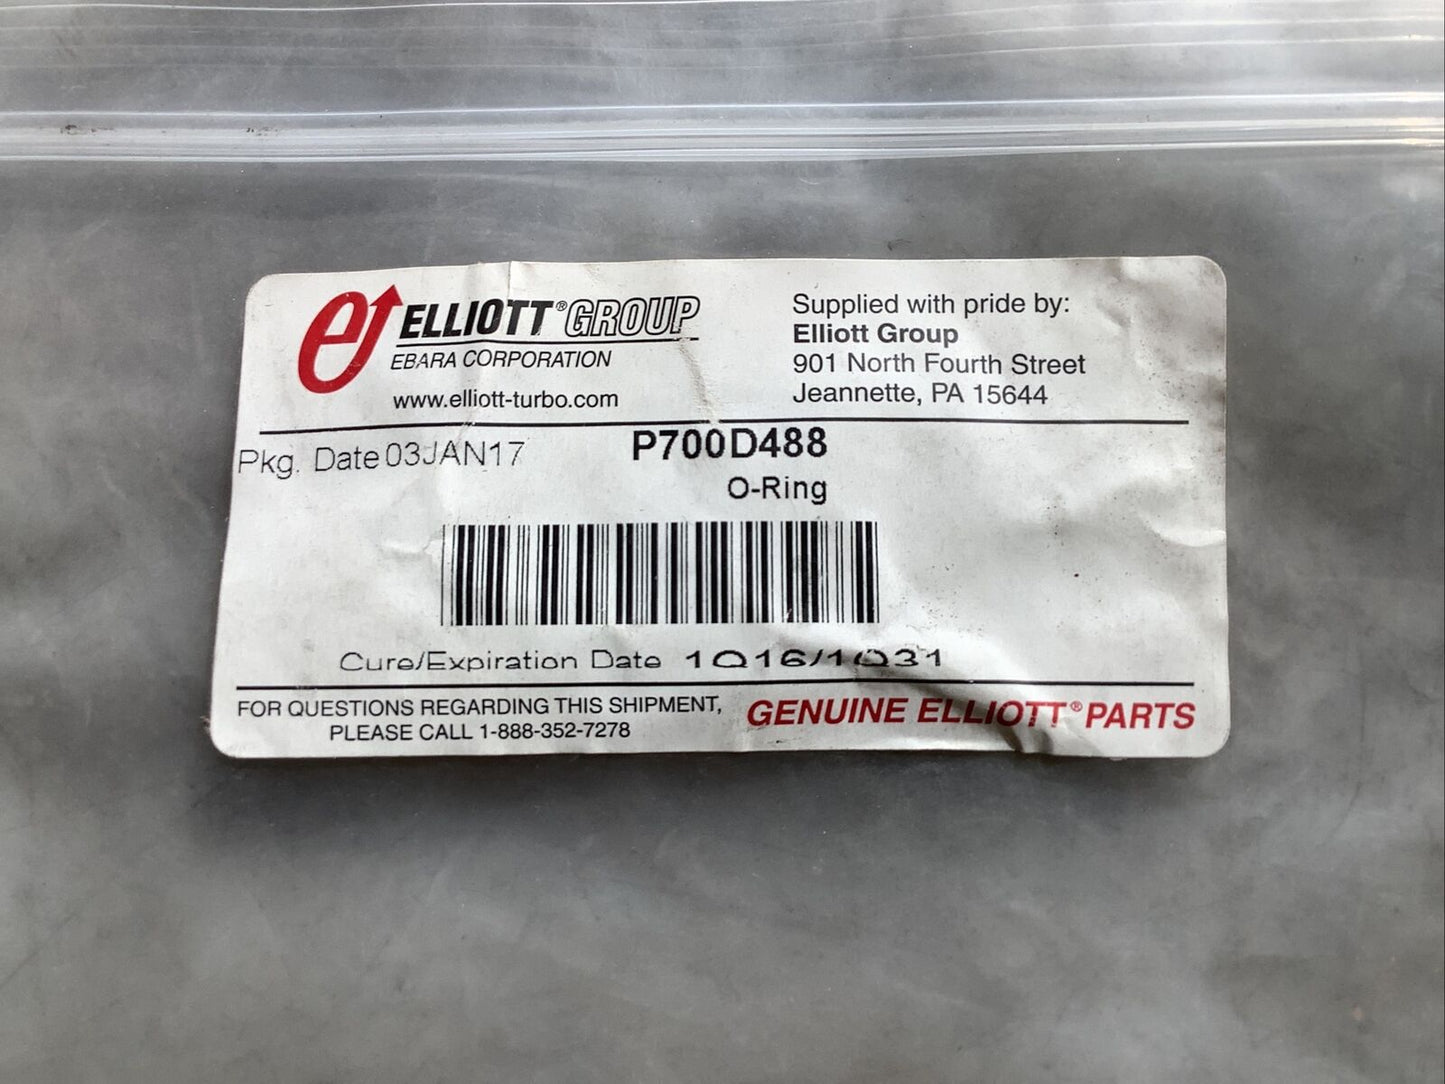 ELLIOTT® GROUP
EBARA CORPORATION
www.elliott-turbo.com
Supplied with pride by:
Elliott Group
901 North Fourth Street
Jeannette, PA 15644
Pkg. Date 03JAN17
P700D488
O-Ring
Cure/Expiration Date 1Q16/1Q31
FOR QUESTIONS REGARDING THIS SHIPMENT,
PLEASE CALL 1-888-352-7278
GENUINE ELLIOTT® PARTS